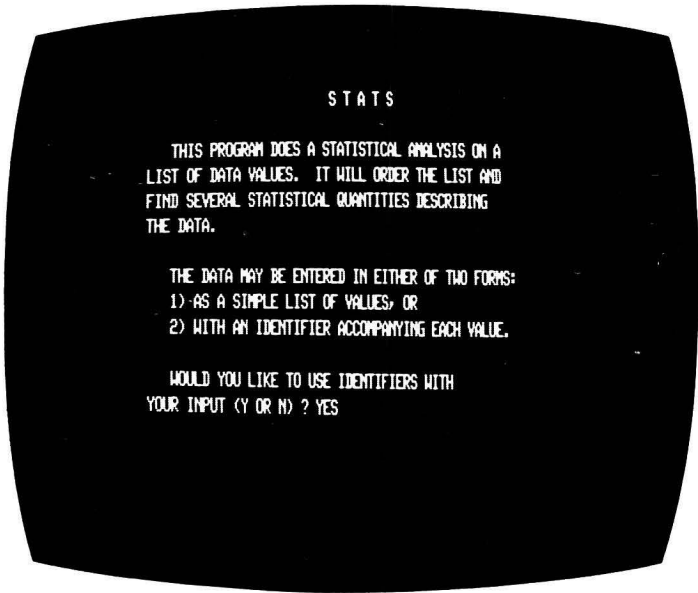 S T A T S
THIS PROGRAM DOES A STATISTICAL ANALYSIS ON A
LIST OF DATA VALUES. IT WILL ORDER THE LIST AND
FIND SEVERAL STATISTICAL QUANTITIES DESCRIBING
THE DATA.
THE DATA MAY BE ENTERED IN EITHER OF TWO FORMS:
1) AS A SIMPLE LIST OF VALUES, OR
2) WITH AN IDENTIFIER ACCOMPANYING EACH VALUE.
WOULD YOU LIKE TO USE IDENTIFIERS WITH
YOUR INPUT (Y OR N) ? YES